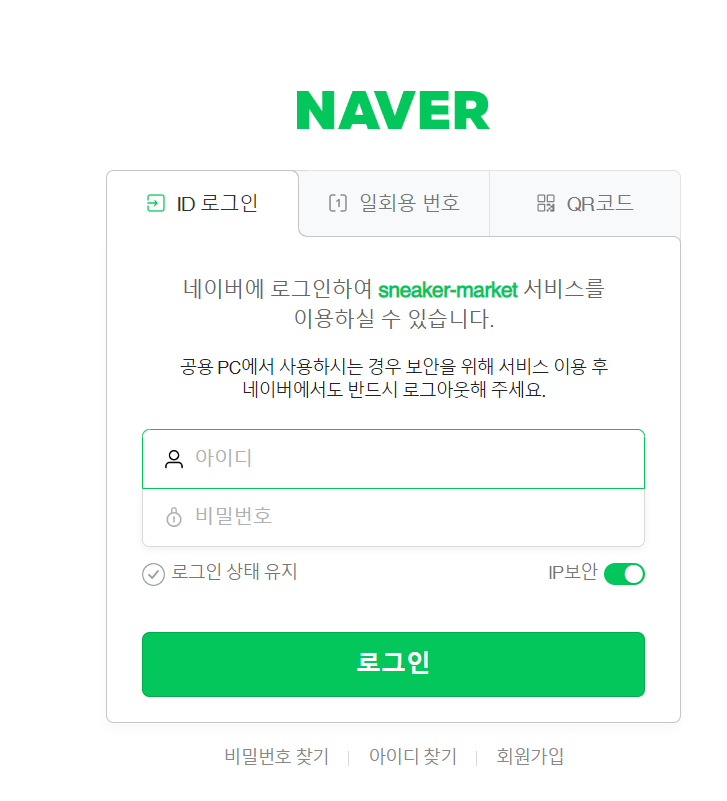 NAVER
ID 로그인
1 일회용 번호
QR코드
네이버에 로그인하여 sneaker-market 서비스를
이용하실 수 있습니다.
공용 PC에서 사용하시는 경우 보안을 위해 서비스 이용 후
네이버에서도 반드시 로그아웃해 주세요.
아이디
비밀번호
로그인 상태 유지
IP보안
로그인
비밀번호 찾기
아이디 찾기
회원가입